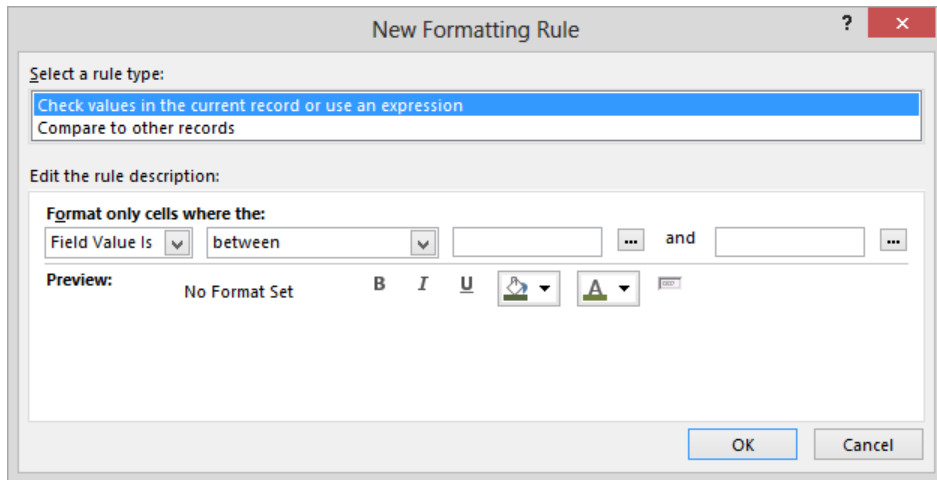 New Formatting Rule
?
Select a rule type:
Check values in the current record or use an expression
Compare to other records
Edit the rule description:
Format only cells where the:
Field Value Is between ... and ...
Preview: No Format Set B I U A
OK Cancel